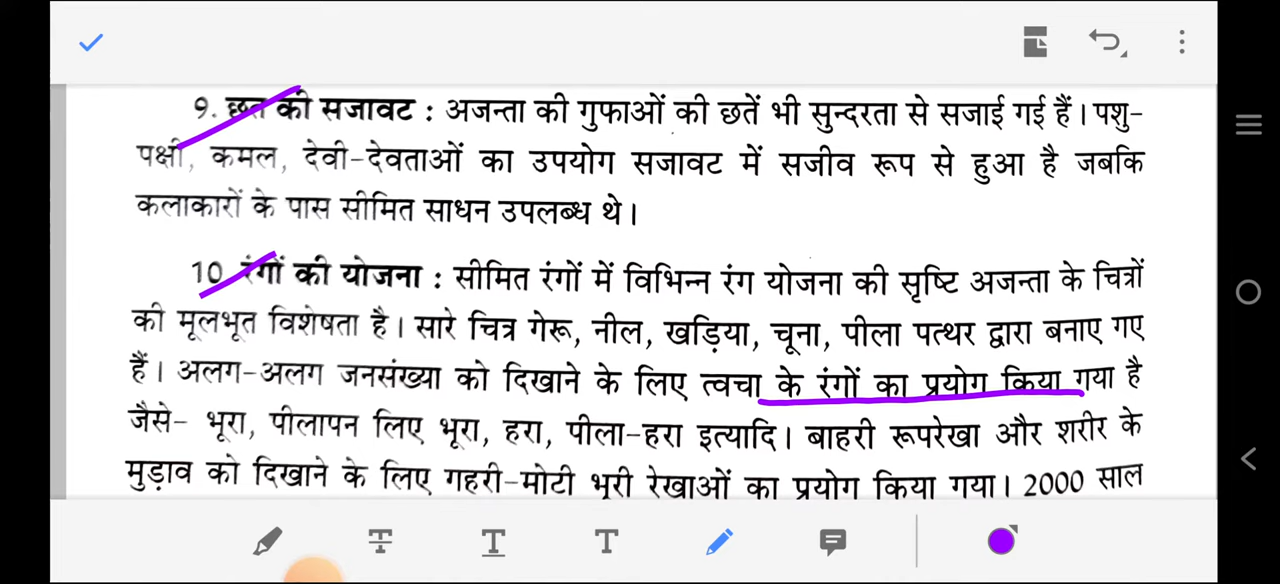 9. छत की सजावट : अजन्ता की गुफाओं की छतें भी सुन्दरता से सजाई गई हैं। पशु-
पक्षी, कमल, देवी-देवताओं का उपयोग सजावट में सजीव रूप से हुआ है जबकि
कलाकारों के पास सीमित साधन उपलब्ध थे।
10. रंगों की योजना : सीमित रंगों में विभिन्न रंग योजना की सृष्टि अजन्ता के चित्रों
की मूलभूत विशेषता है। सारे चित्र गेरू, नील, खड़िया, चूना, पीला पत्थर द्वारा बनाए गए
हैं। अलग-अलग जनसंख्या को दिखाने के लिए त्वचा के रंगों का प्रयोग किया गया है
जैसे- भूरा, पीलापन लिए भूरा, हरा, पीला-हरा इत्यादि। बाहरी रूपरेखा और शरीर के
मुड़ाव को दिखाने के लिए गहरी-मोटी भूरी रेखाओं का प्रयोग किया गया। 2000 साल
T T T